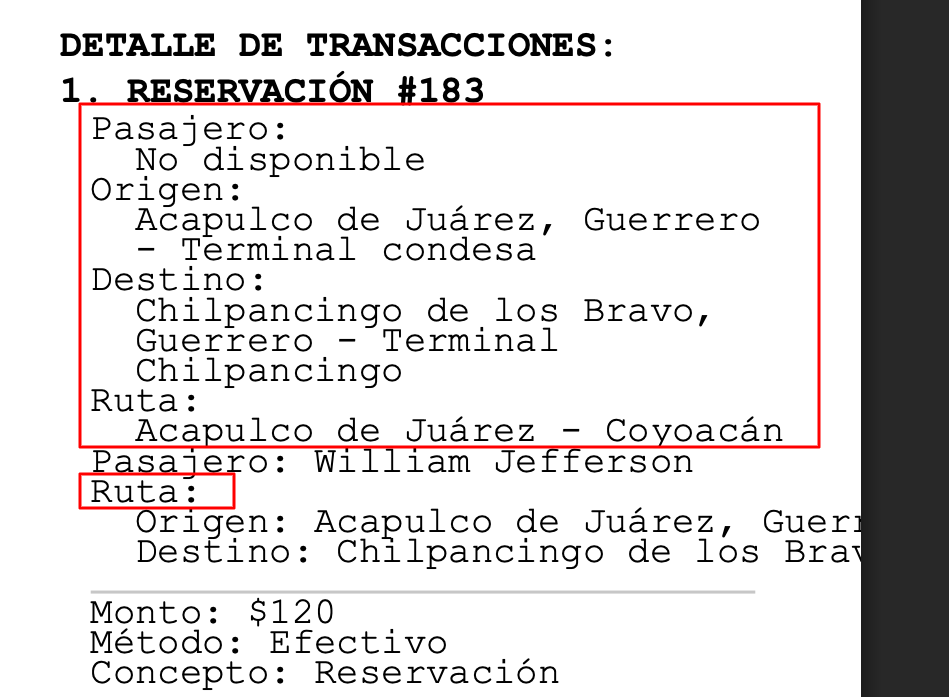 DETALLE DE TRANSACCIONES:
1. RESERVACIÓN #183
Pasajero:
No disponible
Origen:
Acapulco de Juárez, Guerrero
- Terminal condesa
Destino:
Chilpancingo de los Bravo,
Guerrero - Terminal
Chilpancingo
Ruta:
Acapulco de Juárez - Coyoacán
Pasajero: William Jefferson
Ruta:
Origen: Acapulco de Juárez, Guerr
Destino: Chilpancingo de los Brav
Monto: $120
Método: Efectivo
Concepto: Reservación